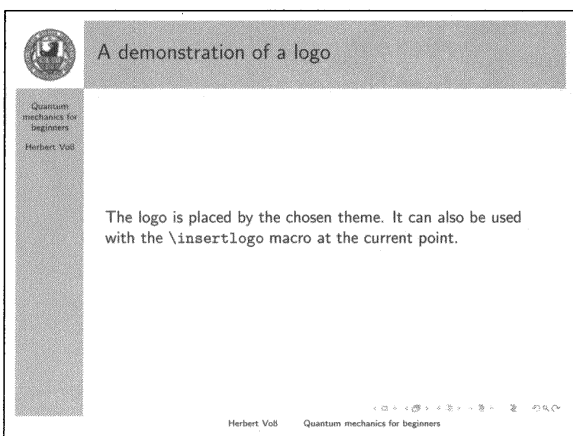 A demonstration of a logo
Quantum
mechanics for
beginners
Herbert Voß
The logo is placed by the chosen theme. It can also be used
with the \insertlogo macro at the current point.
Herbert Voß Quantum mechanics for beginners